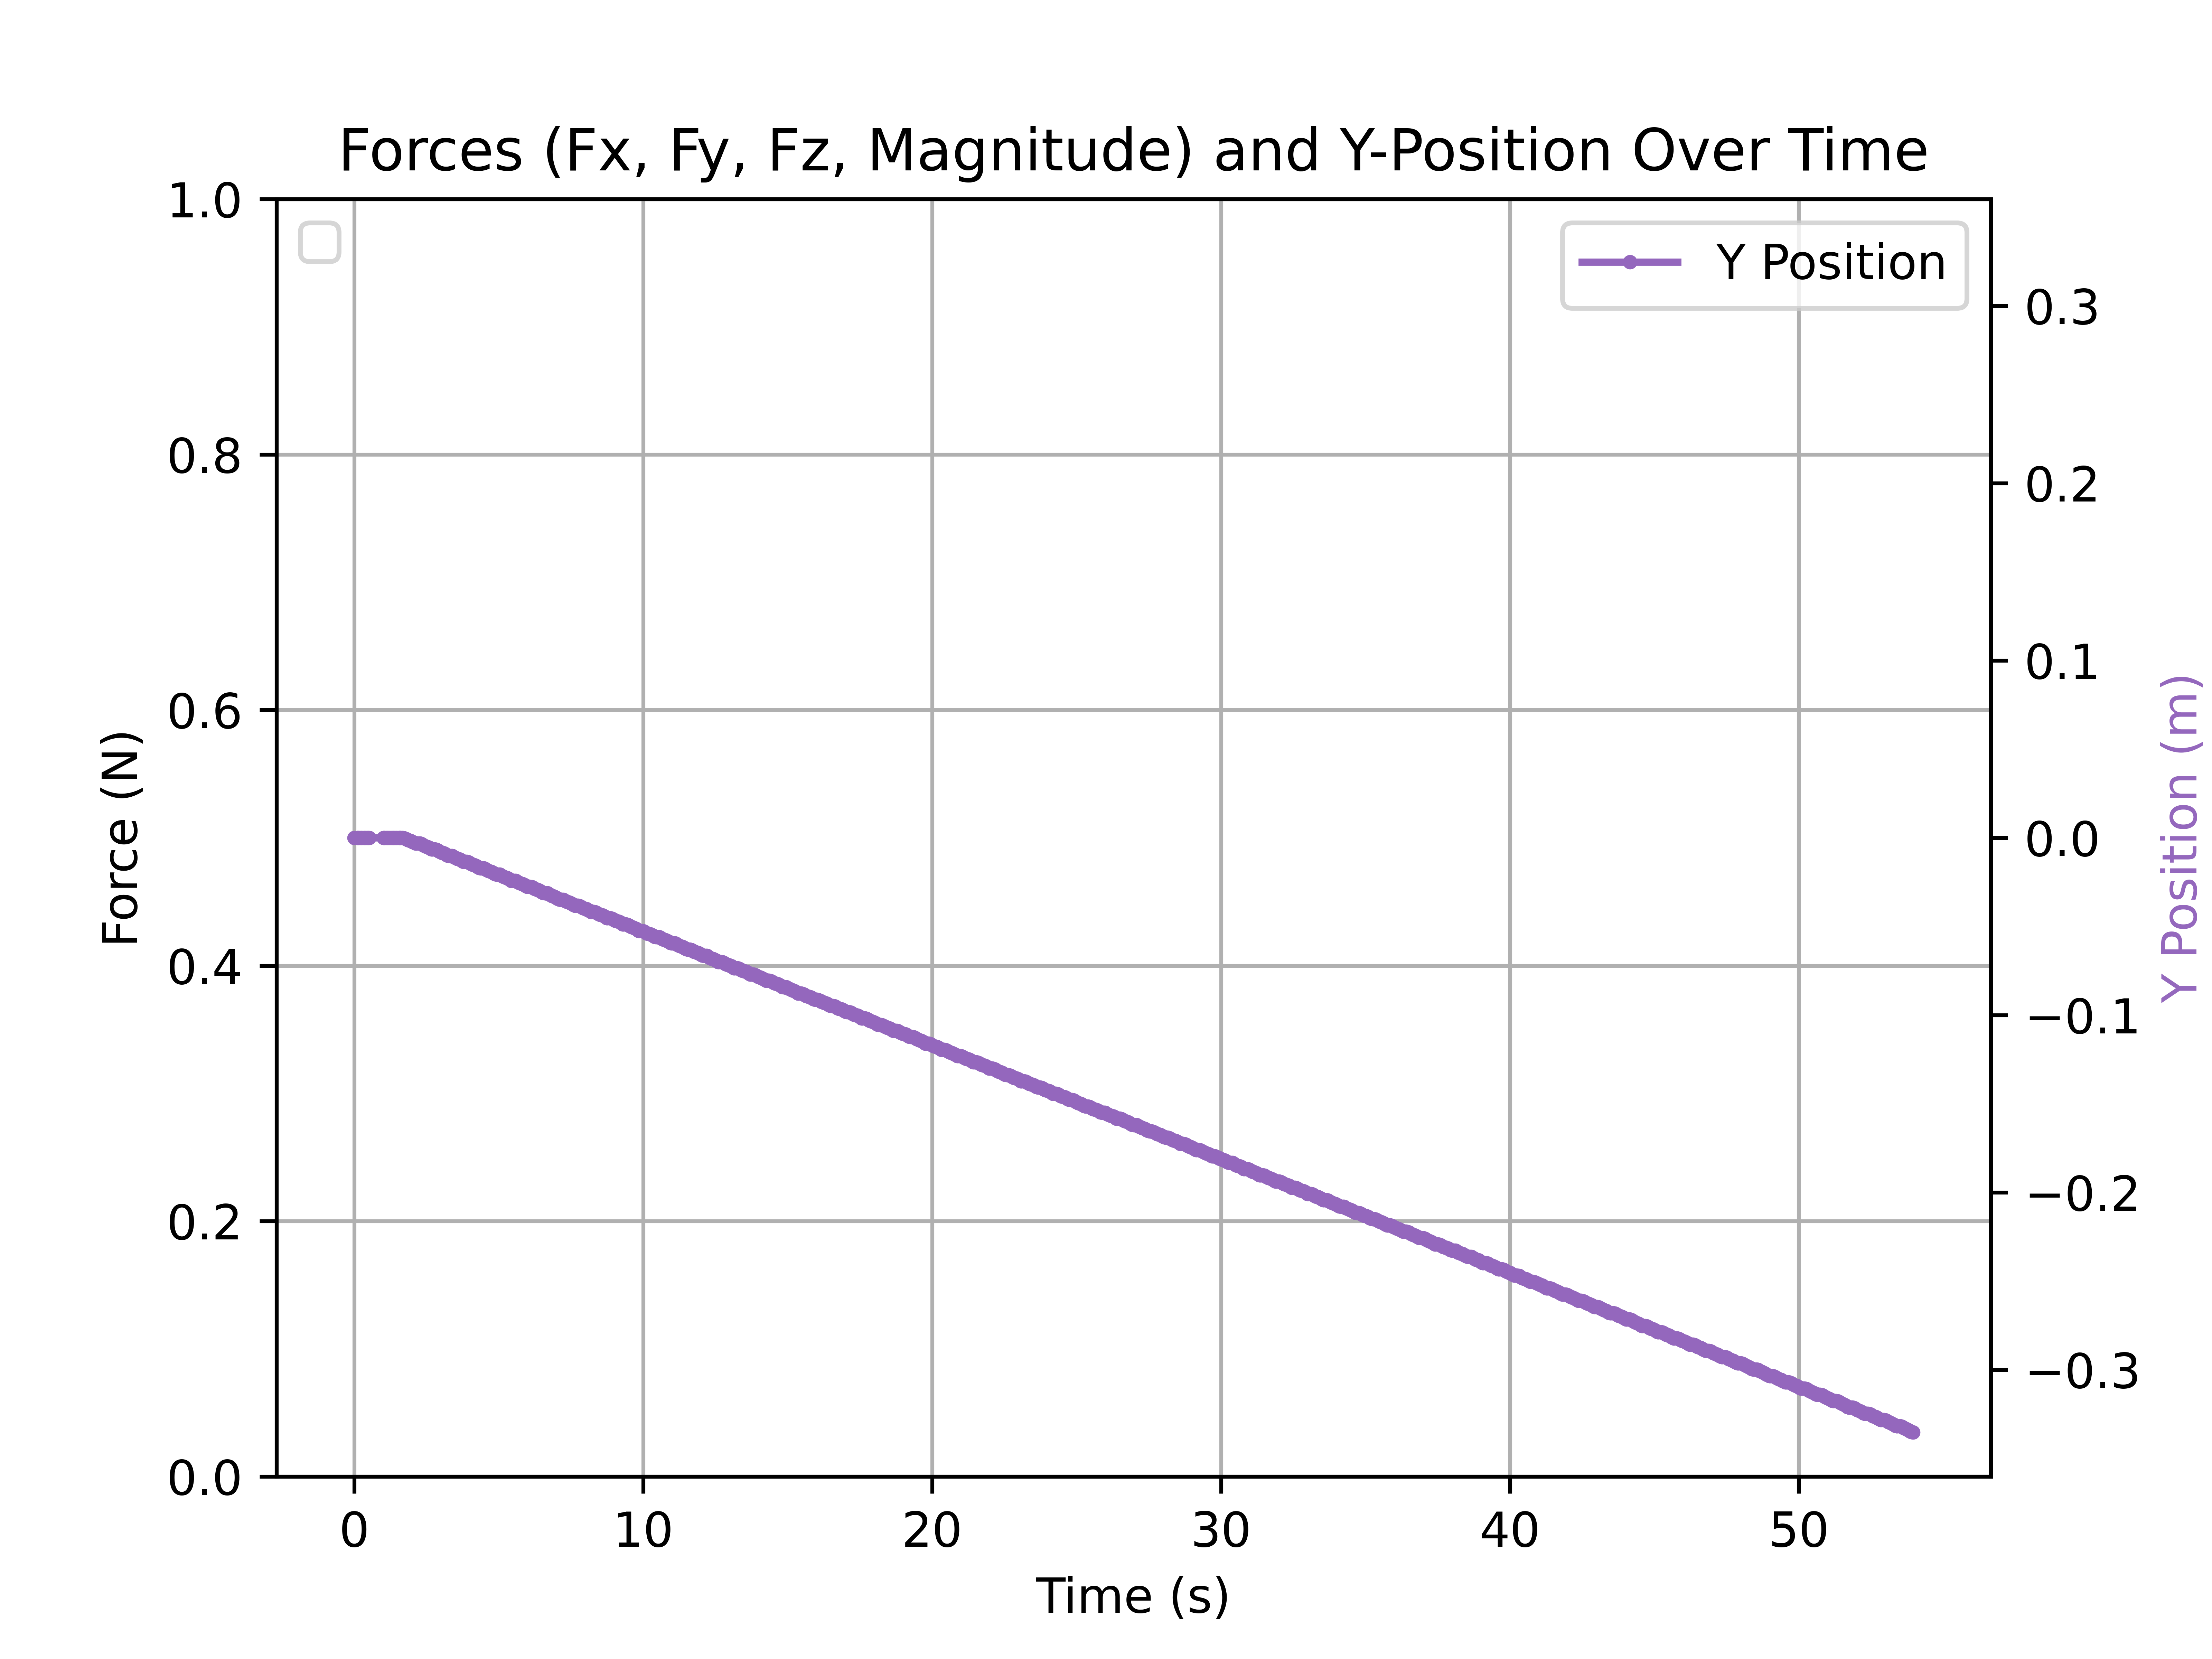 Forces (Fx, Fy, Fz, Magnitude) and Y-Position Over Time
1.0
0.8
0.6
0.4
0.2
0.0
Force (N)
Y Position
0.3
0.2
0.1
0.0
−0.1
−0.2
−0.3
Y Position (m)
0 10 20 30 40 50
Time (s)